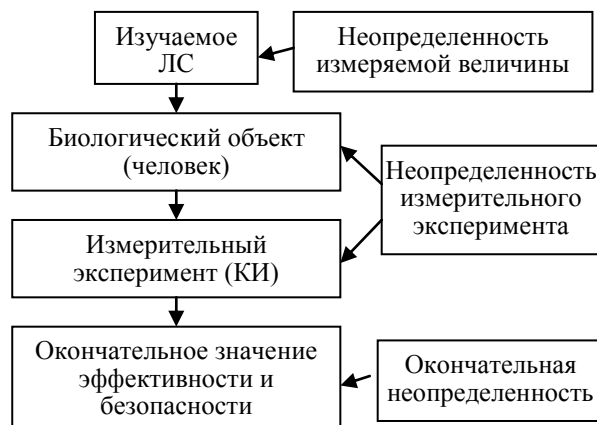 Изучаемое
ЛС
Неопределенность
измеряемой величины
Биологический объект
(человек)
Неопределенность
измерительного
эксперимента
Измерительный
эксперимент (КИ)
Окончательное значение
эффективности и
безопасности
Окончательная
неопределенность